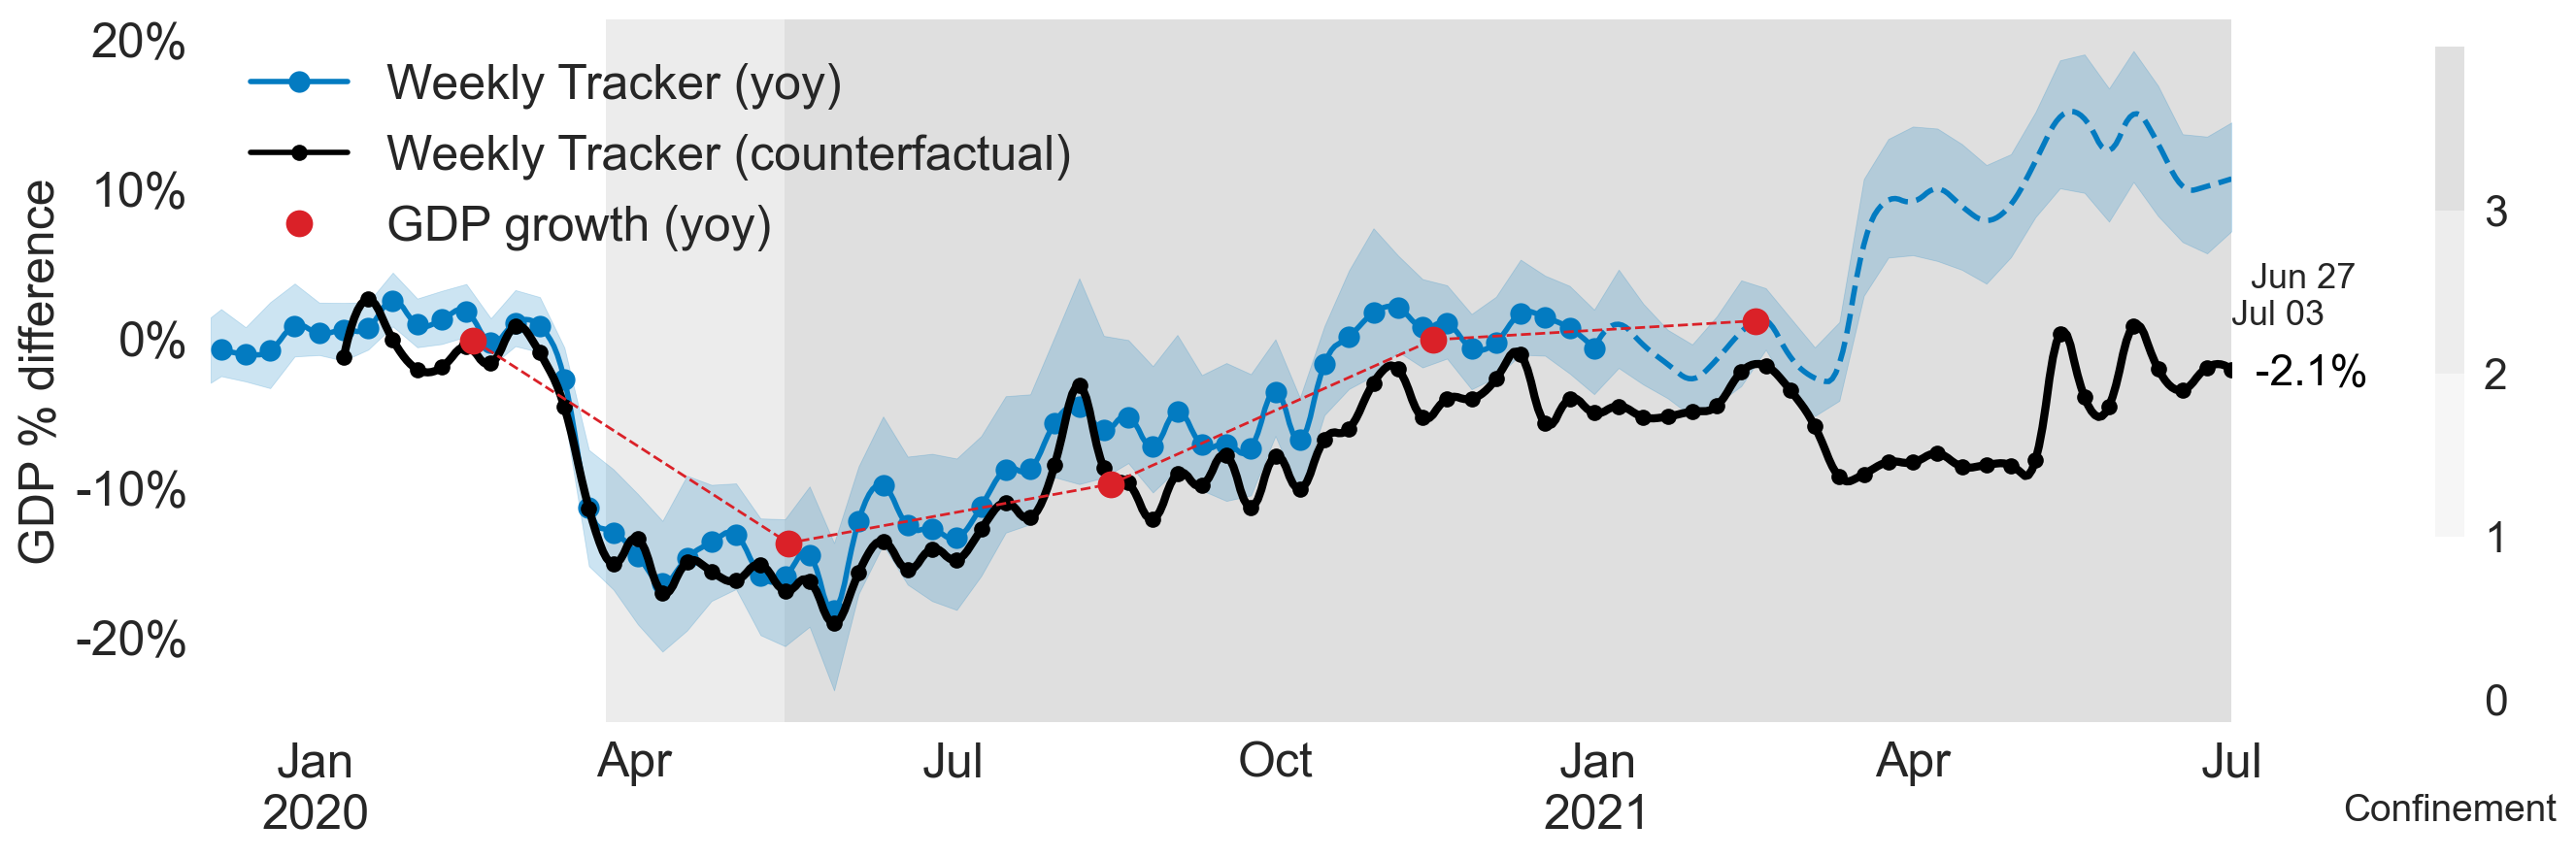 20%
10%
0%
-10%
-20%
GDP % difference
Weekly Tracker (yoy)
Weekly Tracker (counterfactual)
GDP growth (yoy)
Jun 27
Jul 03
-2.1%
3
2
1
0
Jan
2020
Apr
Jul
Oct
Jan
2021
Apr
Jul
Confinement